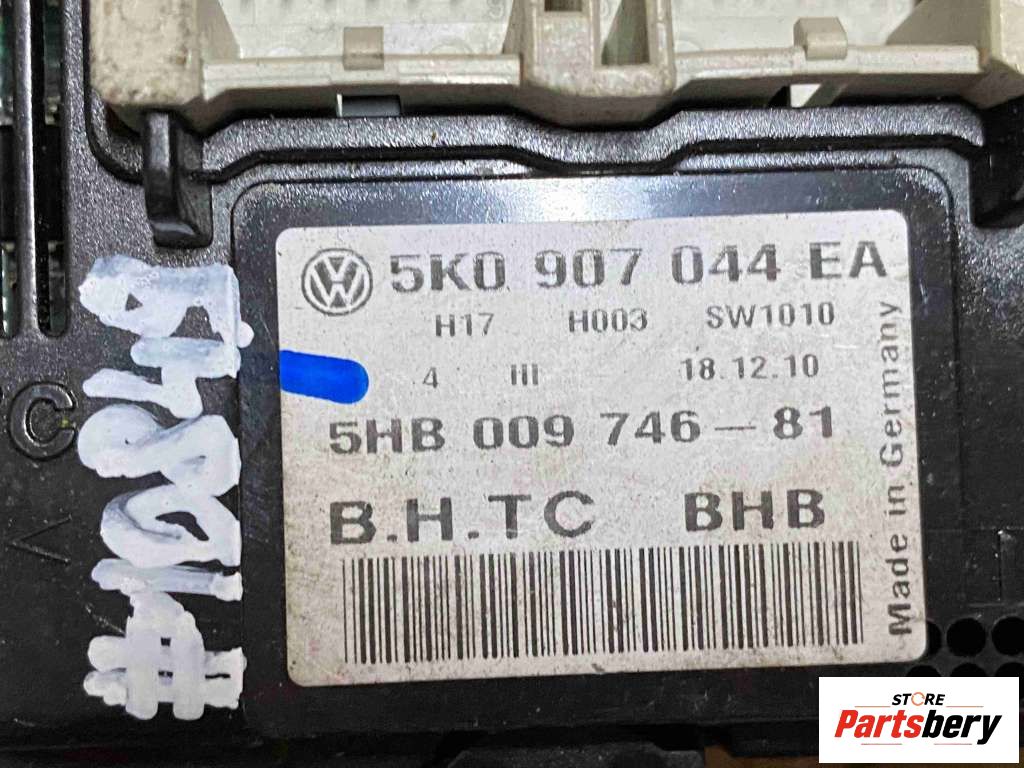 5K0 907 044 EA
H17 H003 SW1010
4 III 18.12.10
5HB 009 746-81
B.H.TC BHB
Made in Germany
C
STORE
Partsbery